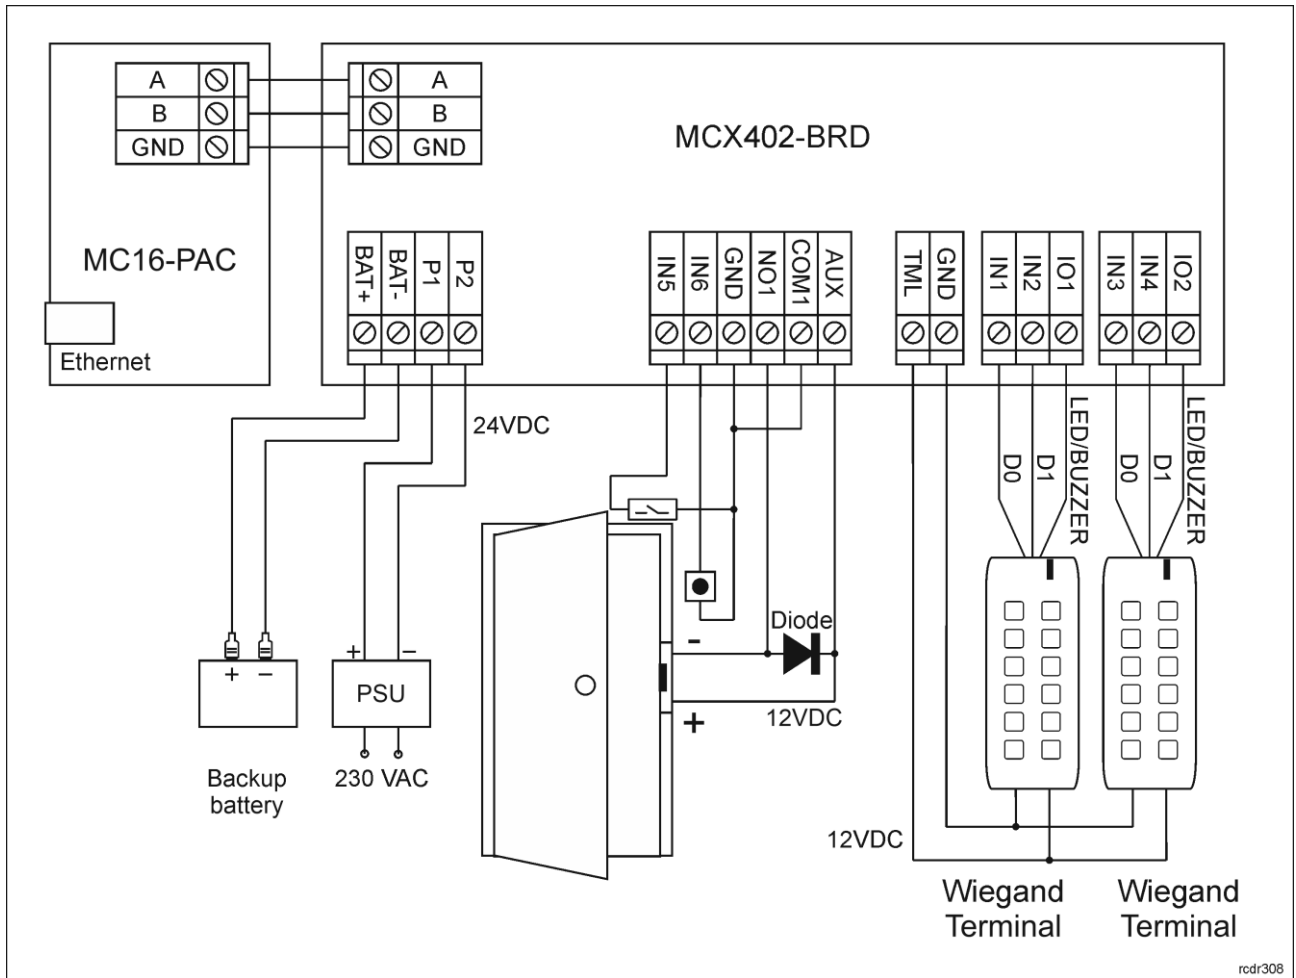 A
B
GND
A
B
GND
MCX402-BRD
MC16-PAC
Ethernet
BAT+
BAT-
P1
P2
IN5
IN6
GND
NO1
COM1
AUX
TML
GND
IN1
IN2
IO1
IN3
IN4
IO2
24VDC
D0
D1
LED/BUZZER
D0
D1
LED/BUZZER
+ −
PSU
230 VAC
+ −
Backup
battery
Diode
-
+
12VDC
12VDC
Wiegand
Terminal
Wiegand
Terminal
rcdr308